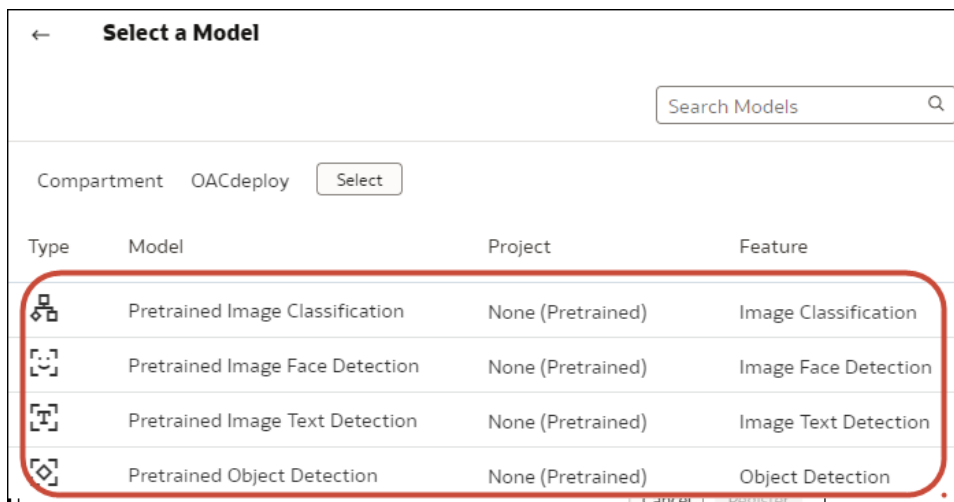 ← Select a Model
Search Models
Compartment OACdeploy Select
Type Model Project Feature
Pretrained Image Classification None (Pretrained) Image Classification
Pretrained Image Face Detection None (Pretrained) Image Face Detection
T Pretrained Image Text Detection None (Pretrained) Image Text Detection
Pretrained Object Detection None (Pretrained) Object Detection